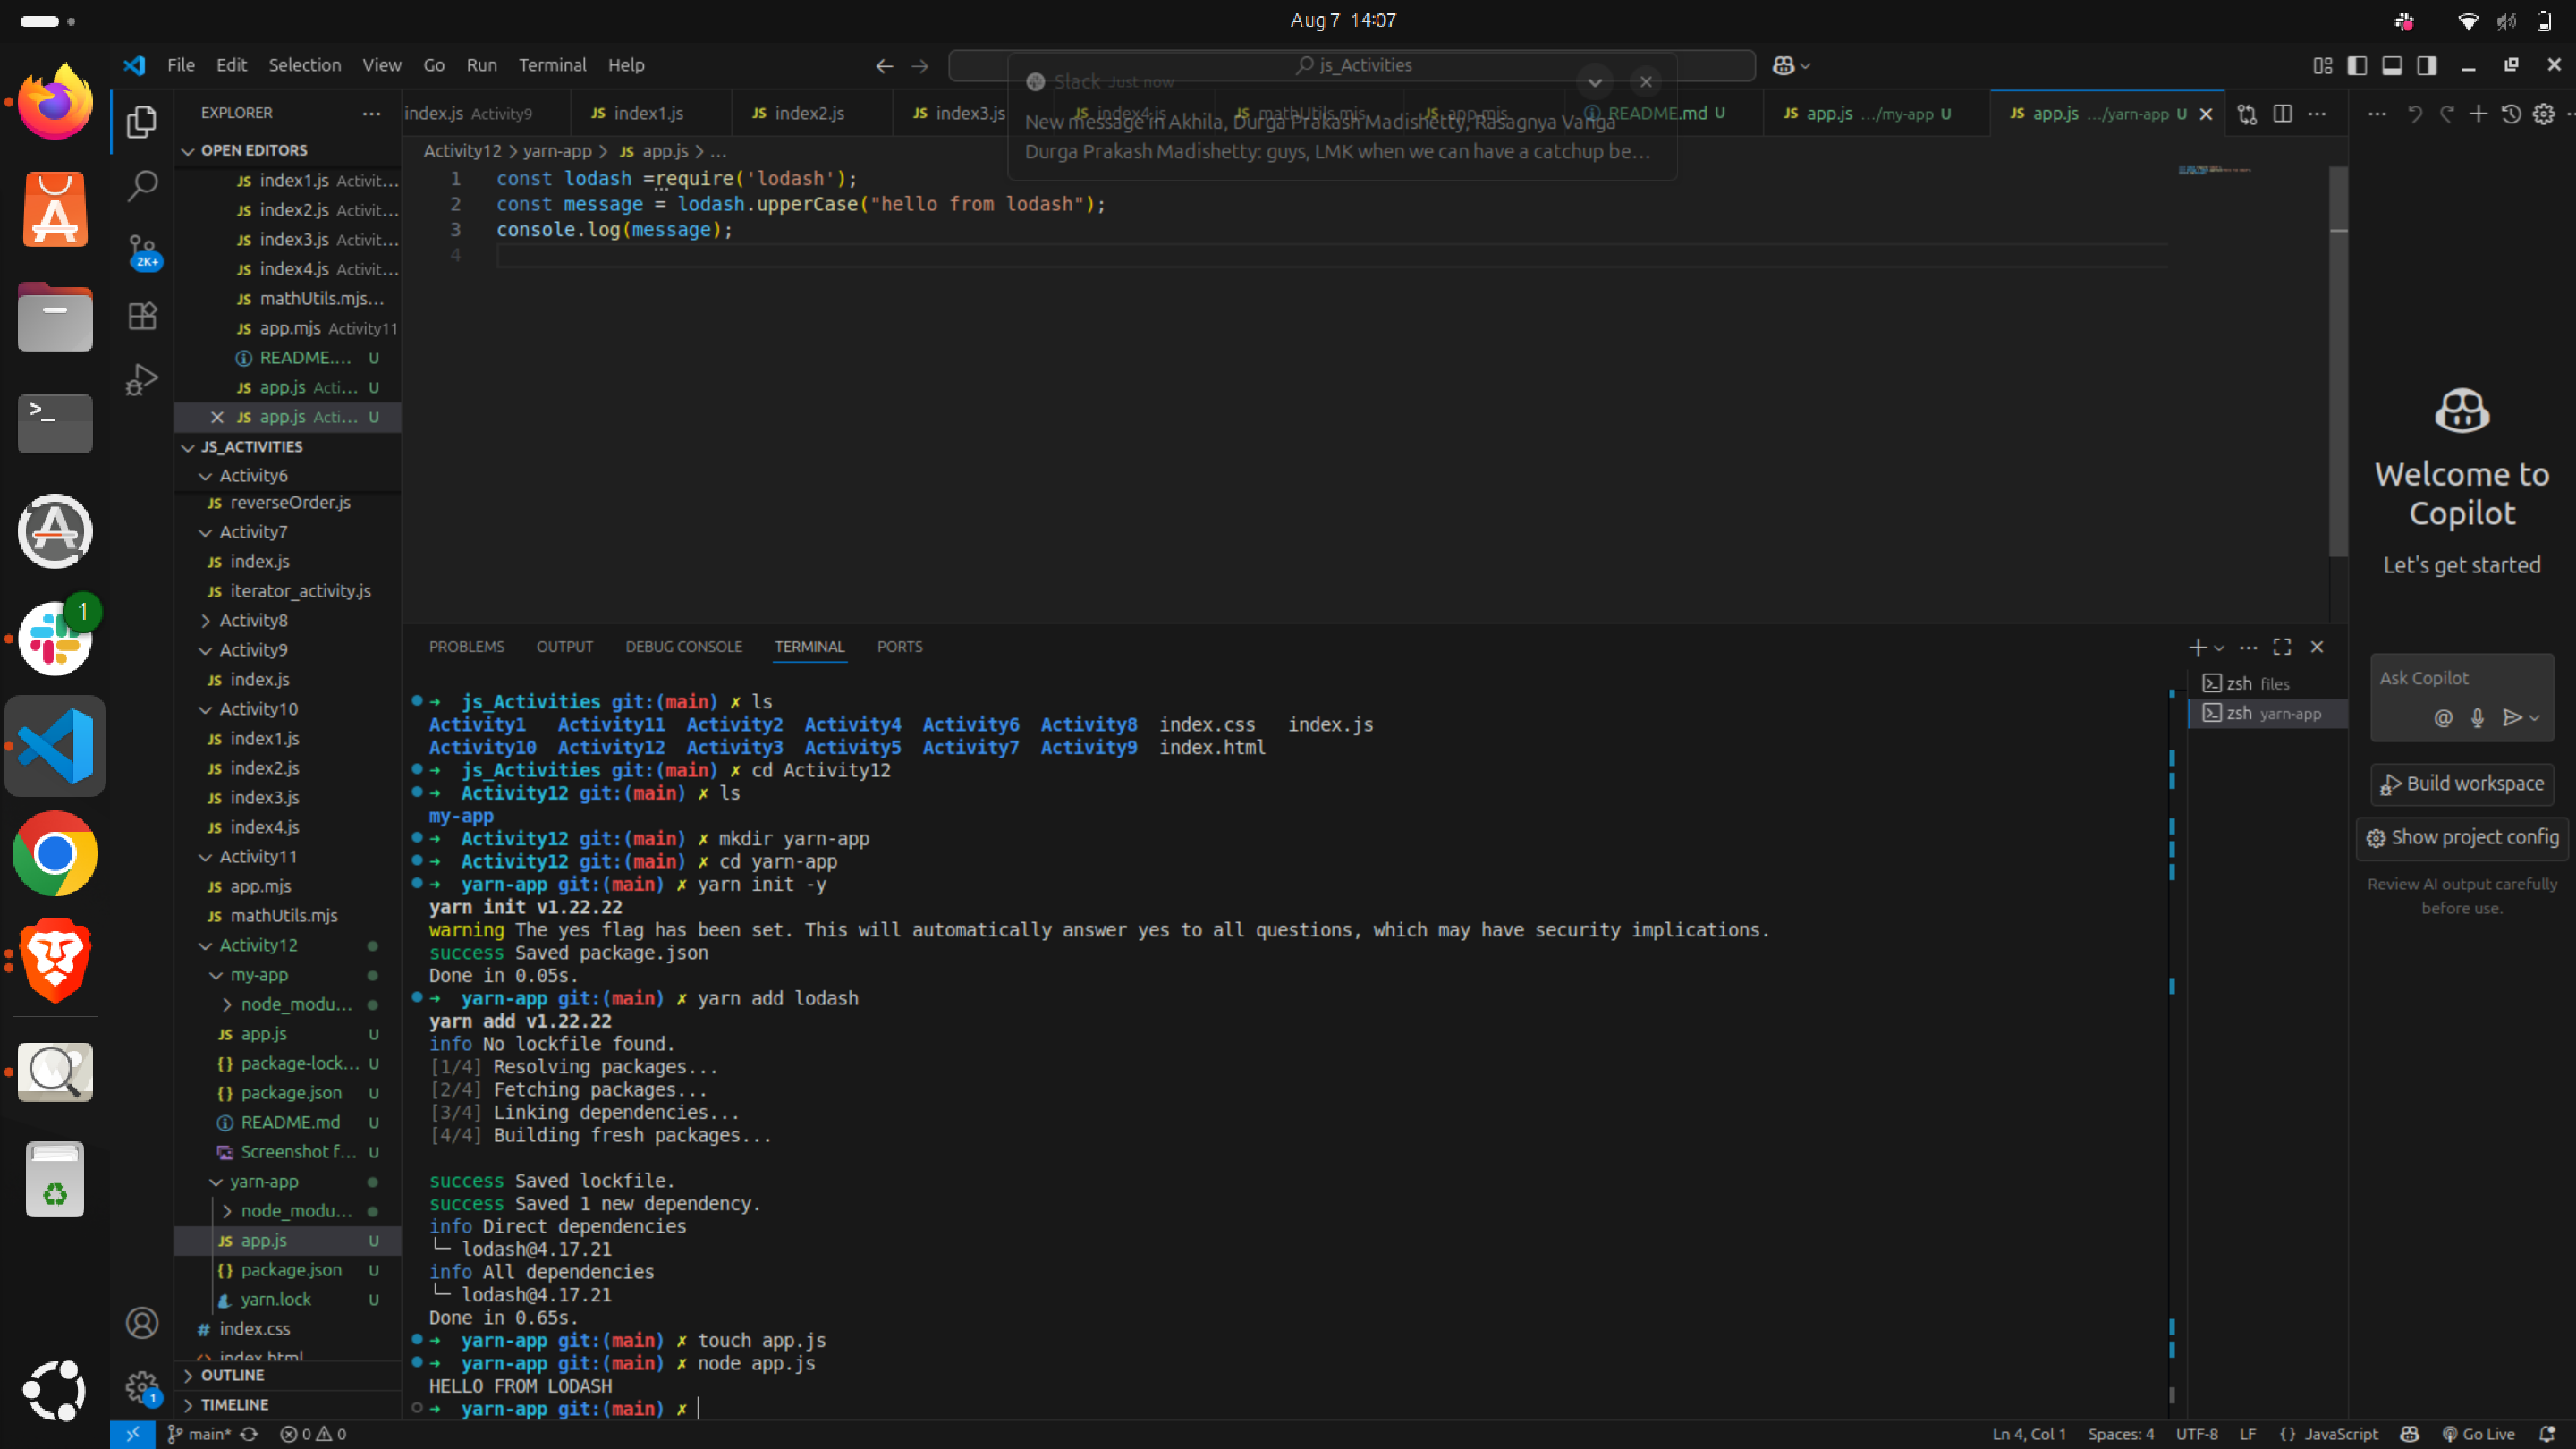 Aug 7 14:07
File Edit Selection View Go Run Terminal Help
js_Activities
Slack Just now
New message in Akhila, Durga Prakash Madishetty, Rasagnya Vanga
Durga Prakash Madishetty: guys, LMK when we can have a catchup be...
EXPLORER
index.js Activity9
index1.js
index2.js
index3.js
index4.js
mathUtils.mjs
app.mjs
README.md U
app.js .../my-app U
app.js .../yarn-app U
OPEN EDITORS
index1.js Activit...
index2.js Activit...
index3.js Activit...
index4.js Activit...
mathUtils.mjs...
app.mjs Activity11
README.... U
app.js Acti... U
app.js Acti... U
JS_ACTIVITIES
Activity6
reverseOrder.js
Activity7
index.js
iterator_activity.js
Activity8
Activity9
index.js
Activity10
index1.js
index2.js
index3.js
index4.js
Activity11
app.mjs
mathUtils.mjs
Activity12
my-app
node_modu...
app.js U
package-lock... U
package.json U
README.md U
Screenshot f... U
yarn-app
node_modu...
app.js U
package.json U
yarn.lock U
index.css
index.html
OUTLINE
TIMELINE
2K+
1
1
Activity12 > yarn-app > JS app.js > ...
1 const lodash =require('lodash');
2 const message = lodash.upperCase("hello from lodash");
3 console.log(message);
4
PROBLEMS OUTPUT DEBUG CONSOLE TERMINAL PORTS
→ js_Activities git:(main) ✗ ls
Activity1 Activity11 Activity2 Activity4 Activity6 Activity8 index.css index.js
Activity10 Activity12 Activity3 Activity5 Activity7 Activity9 index.html
→ js_Activities git:(main) ✗ cd Activity12
→ Activity12 git:(main) ✗ ls
my-app
→ Activity12 git:(main) ✗ mkdir yarn-app
→ Activity12 git:(main) ✗ cd yarn-app
→ yarn-app git:(main) ✗ yarn init -y
yarn init v1.22.22
warning The yes flag has been set. This will automatically answer yes to all questions, which may have security implications.
success Saved package.json
Done in 0.05s.
→ yarn-app git:(main) ✗ yarn add lodash
yarn add v1.22.22
info No lockfile found.
[1/4] Resolving packages...
[2/4] Fetching packages...
[3/4] Linking dependencies...
[4/4] Building fresh packages...
success Saved lockfile.
success Saved 1 new dependency.
info Direct dependencies
└─ lodash@4.17.21
info All dependencies
└─ lodash@4.17.21
Done in 0.65s.
→ yarn-app git:(main) ✗ touch app.js
→ yarn-app git:(main) ✗ node app.js
HELLO FROM LODASH
→ yarn-app git:(main) ✗
zsh files
zsh yarn-app
Welcome to
Copilot
Let's get started
Ask Copilot
Build workspace
Show project config
Review AI output carefully
before use.
main* 0 0
Ln 4, Col 1 Spaces: 4 UTF-8 LF {} JavaScript Go Live